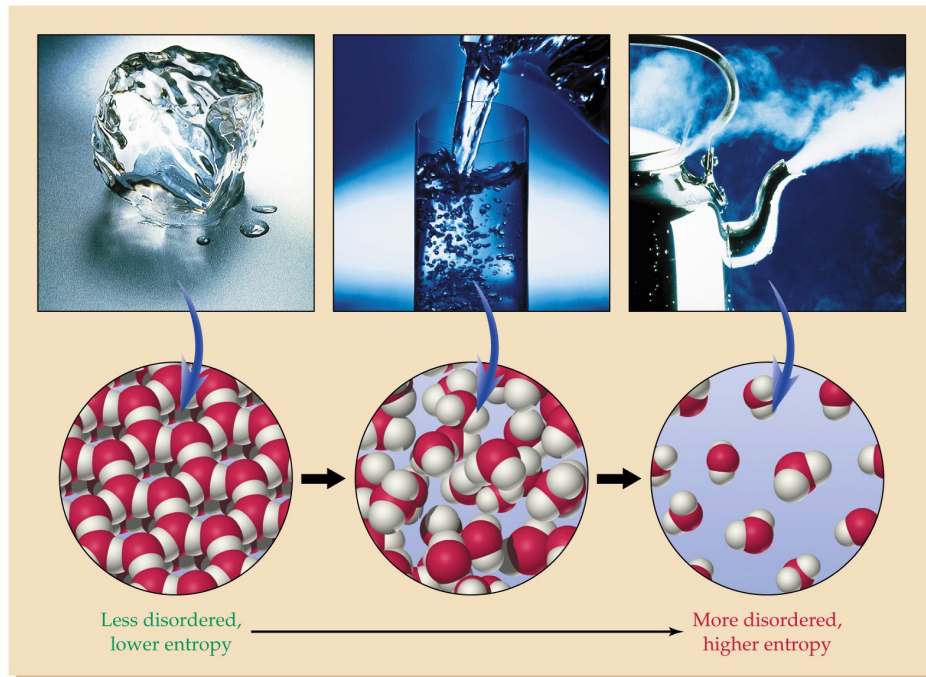 Less disordered,
lower entropy
More disordered,
higher entropy